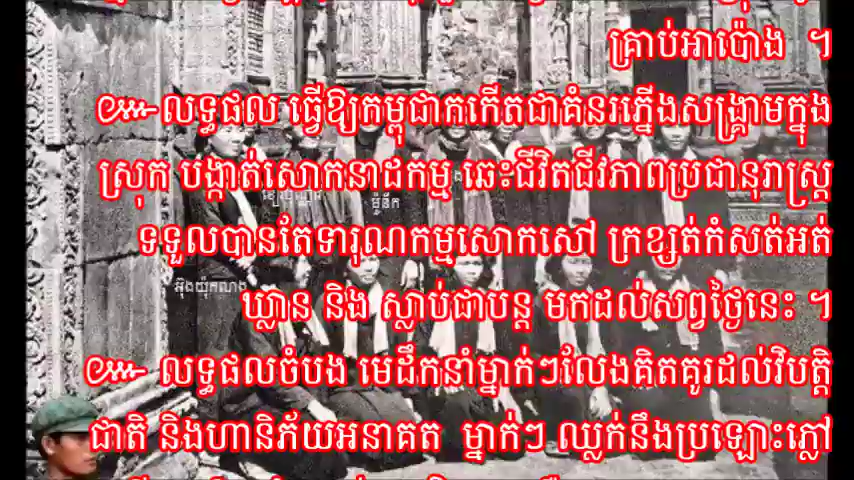 គ្រាប់អាប៉ោង ។
លទ្ធផល ធ្វើឱ្យកម្ពុជាកកើតជាគំនរភ្នើងសង្គ្រាមក្នុង
ស្រុក បង្កាត់សោកនាដកម្ម ឆេះជីវិតជីវភាពប្រជានុរាស្ត្រ
ទទួលបានតែទារុណកម្មសោកសៅ ក្រខ្សត់កំសត់អត់
ឃ្លាន និង ស្លាប់ជាបន្ត មកដល់សព្វថ្ងៃនេះ ។
លទ្ធផលចំបង មេដឹកនាំម្នាក់ៗលែងគិតគូរដល់វិបត្តិ
ជាតិ និងហានិភ័យអនាគត ម្នាក់ៗ ឈ្លក់នឹងប្រឡោះភ្លៅ